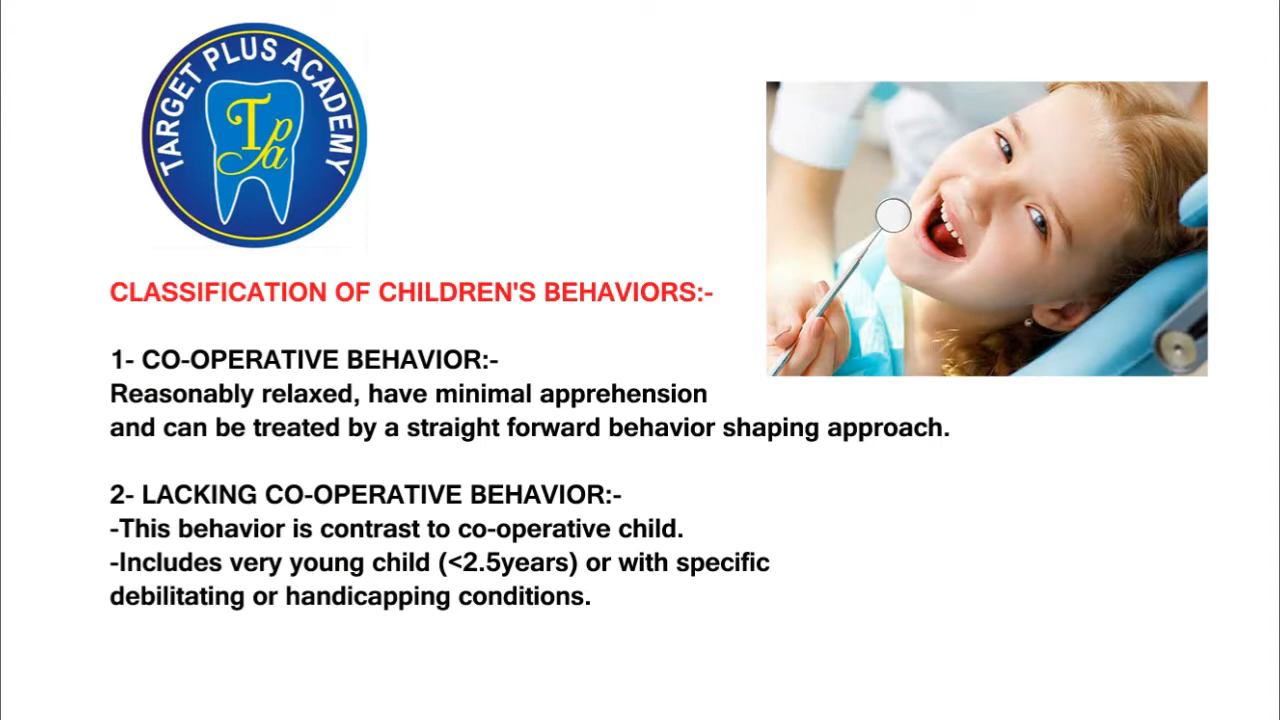 TARGET PLUS ACADEMY
Tpa
CLASSIFICATION OF CHILDREN'S BEHAVIORS:-
1- CO-OPERATIVE BEHAVIOR:-
Reasonably relaxed, have minimal apprehension
and can be treated by a straight forward behavior shaping approach.
2- LACKING CO-OPERATIVE BEHAVIOR:-
-This behavior is contrast to co-operative child.
-Includes very young child (<2.5years) or with specific
debilitating or handicapping conditions.